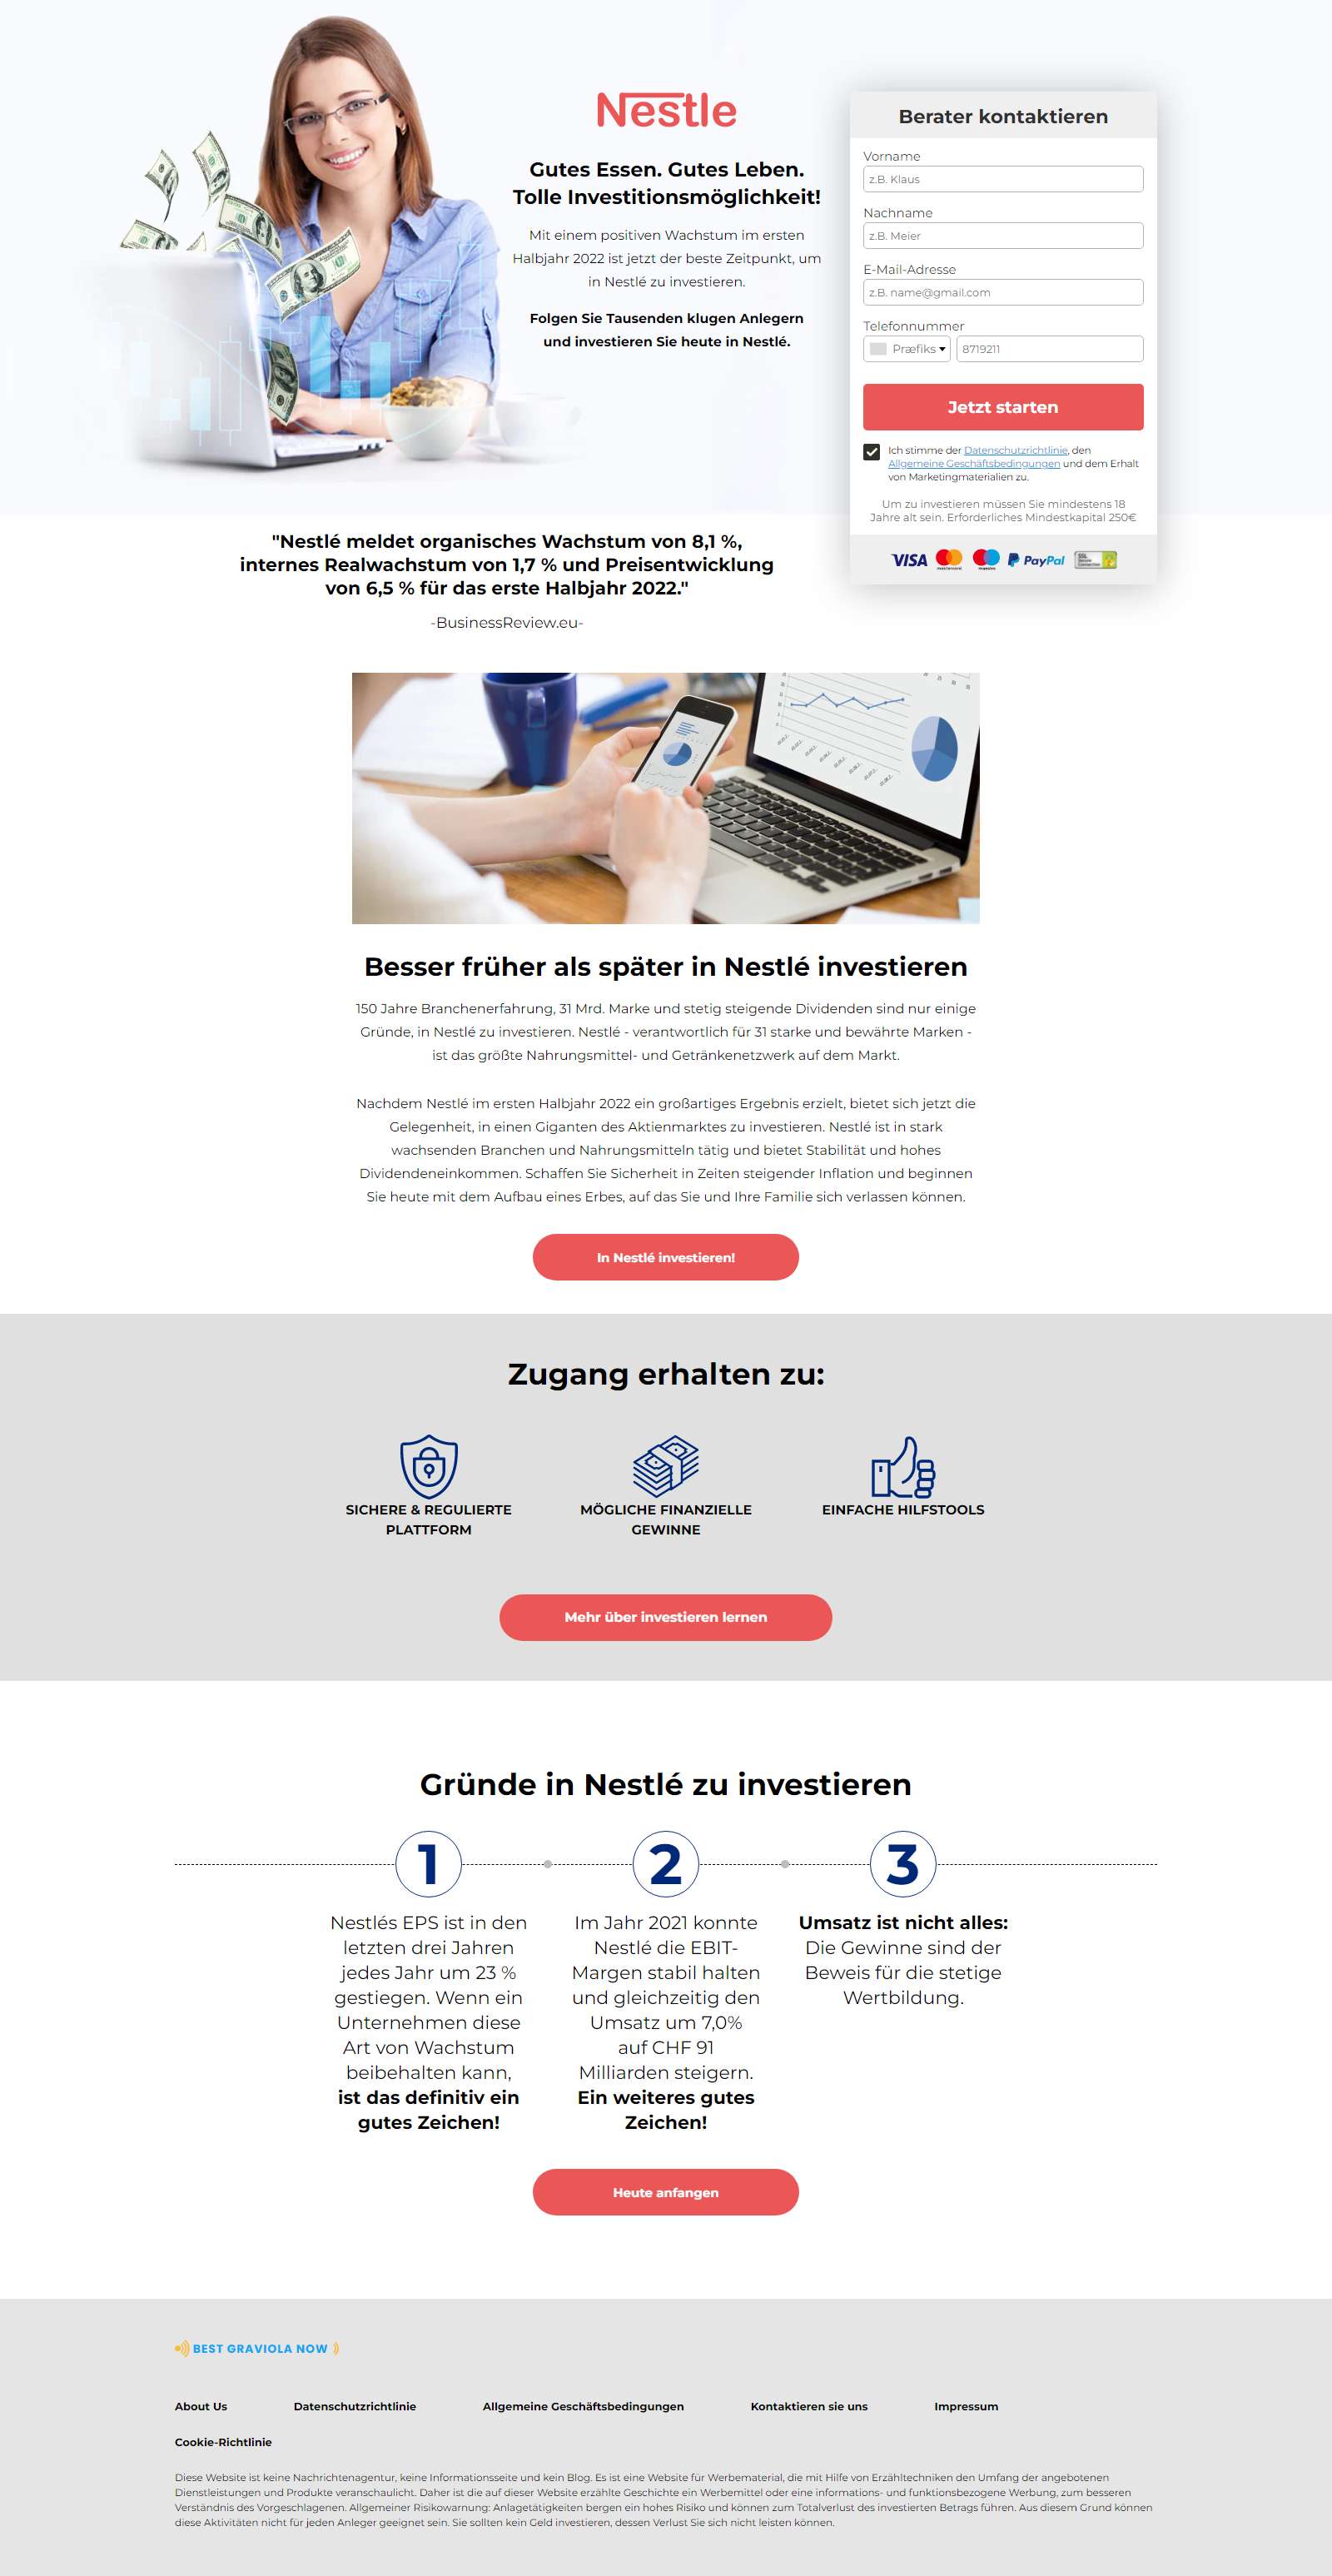 Nestle
Gutes Essen. Gutes Leben.
Tolle Investitionsmöglichkeit!
Mit einem positiven Wachstum im ersten
Halbjahr 2022 ist jetzt der beste Zeitpunkt, um
in Nestlé zu investieren.
Folgen Sie Tausenden klugen Anlegern
und investieren Sie heute in Nestlé.
Berater kontaktieren
Vorname
z.B. Klaus
Nachname
z.B. Meier
E-Mail-Adresse
z.B. name@gmail.com
Telefonnummer
Præfiks 8719211
Jetzt starten
Ich stimme der Datenschutzrichtlinie, den
Allgemeine Geschäftsbedingungen und dem Erhalt
von Marketingmaterialien zu.
Um zu investieren müssen Sie mindestens 18
Jahre alt sein. Erforderliches Mindestkapital 250€
VISA PayPal
"Nestlé meldet organisches Wachstum von 8,1 %,
internes Realwachstum von 1,7 % und Preisentwicklung
von 6,5 % für das erste Halbjahr 2022."
-BusinessReview.eu-
Besser früher als später in Nestlé investieren
150 Jahre Branchenerfahrung, 31 Mrd. Marke und stetig steigende Dividenden sind nur einige
Gründe, in Nestlé zu investieren. Nestlé - verantwortlich für 31 starke und bewährte Marken -
ist das größte Nahrungsmittel- und Getränkenetzwerk auf dem Markt.
Nachdem Nestlé im ersten Halbjahr 2022 ein großartiges Ergebnis erzielt, bietet sich jetzt die
Gelegenheit, in einen Giganten des Aktienmarktes zu investieren. Nestlé ist in stark
wachsenden Branchen und Nahrungsmitteln tätig und bietet Stabilität und hohes
Dividendeneinkommen. Schaffen Sie Sicherheit in Zeiten steigender Inflation und beginnen
Sie heute mit dem Aufbau eines Erbes, auf das Sie und Ihre Familie sich verlassen können.
In Nestlé investieren!
Zugang erhalten zu:
SICHERE & REGULIERTE
PLATTFORM
MÖGLICHE FINANZIELLE
GEWINNE
EINFACHE HILFSTOOLS
Mehr über investieren lernen
Gründe in Nestlé zu investieren
1
Nestlés EPS ist in den
letzten drei Jahren
jedes Jahr um 23 %
gestiegen. Wenn ein
Unternehmen diese
Art von Wachstum
beibehalten kann,
ist das definitiv ein
gutes Zeichen!
2
Im Jahr 2021 konnte
Nestlé die EBIT-
Margen stabil halten
und gleichzeitig den
Umsatz um 7,0%
auf CHF 91
Milliarden steigern.
Ein weiteres gutes
Zeichen!
3
Umsatz ist nicht alles:
Die Gewinne sind der
Beweis für die stetige
Wertbildung.
Heute anfangen
BEST GRAVIOLA NOW
About Us Datenschutzrichtlinie Allgemeine Geschäftsbedingungen Kontaktieren sie uns Impressum
Cookie-Richtlinie
Diese Website ist keine Nachrichtenagentur, keine Informationsseite und kein Blog. Es ist eine Website für Werbematerial, die mit Hilfe von Erzähltechniken den Umfang der angebotenen
Dienstleistungen und Produkte veranschaulicht. Daher ist die auf dieser Website erzählte Geschichte ein Werbemittel oder eine informations- und funktionsbezogene Werbung, zum besseren
Verständnis des Vorgeschlagenen. Allgemeiner Risikowarnung: Anlagetätigkeiten bergen ein hohes Risiko und können zum Totalverlust des investierten Betrags führen. Aus diesem Grund können
diese Aktivitäten nicht für jeden Anleger geeignet sein. Sie sollten kein Geld investieren, dessen Verlust Sie sich nicht leisten können.